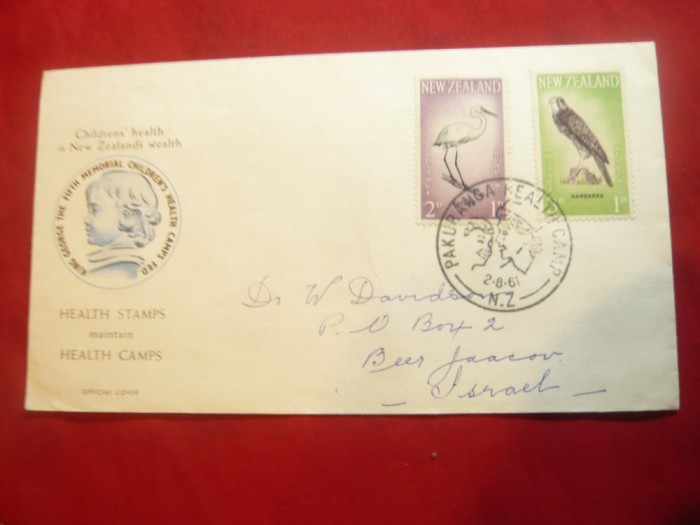 Childrens' health
is New Zealand's wealth
KING GEORGE THE FIFTH MEMORIAL CHILDREN'S HEALTH CAMPS FED.
HEALTH STAMPS
maintain
HEALTH CAMPS
OFFICIAL COVER
NEW ZEALAND
2D 1D
NEW ZEALAND
KAREAREA
1D
PAKURANGA HEALTH CAMP
2-8-61
N.Z.
Dr W Davidson
P. O Box 2
Beer Jaacov
Israel